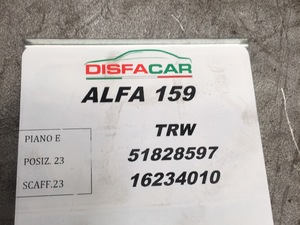 DISFACAR
ALFA 159
TRW
51828597
16234010
PIANO E
POSIZ. 23
SCAFF.23